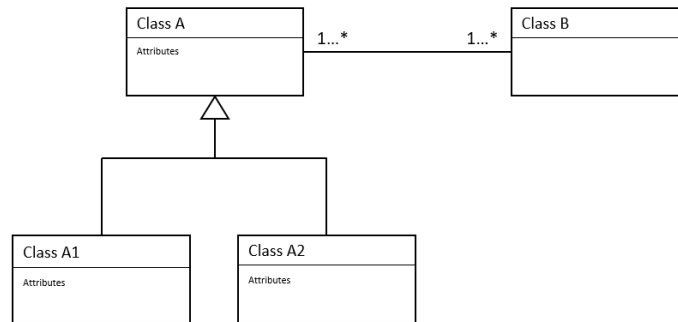 Class A
Attributes
1...*
1...*
Class B
Class A1
Attributes
Class A2
Attributes